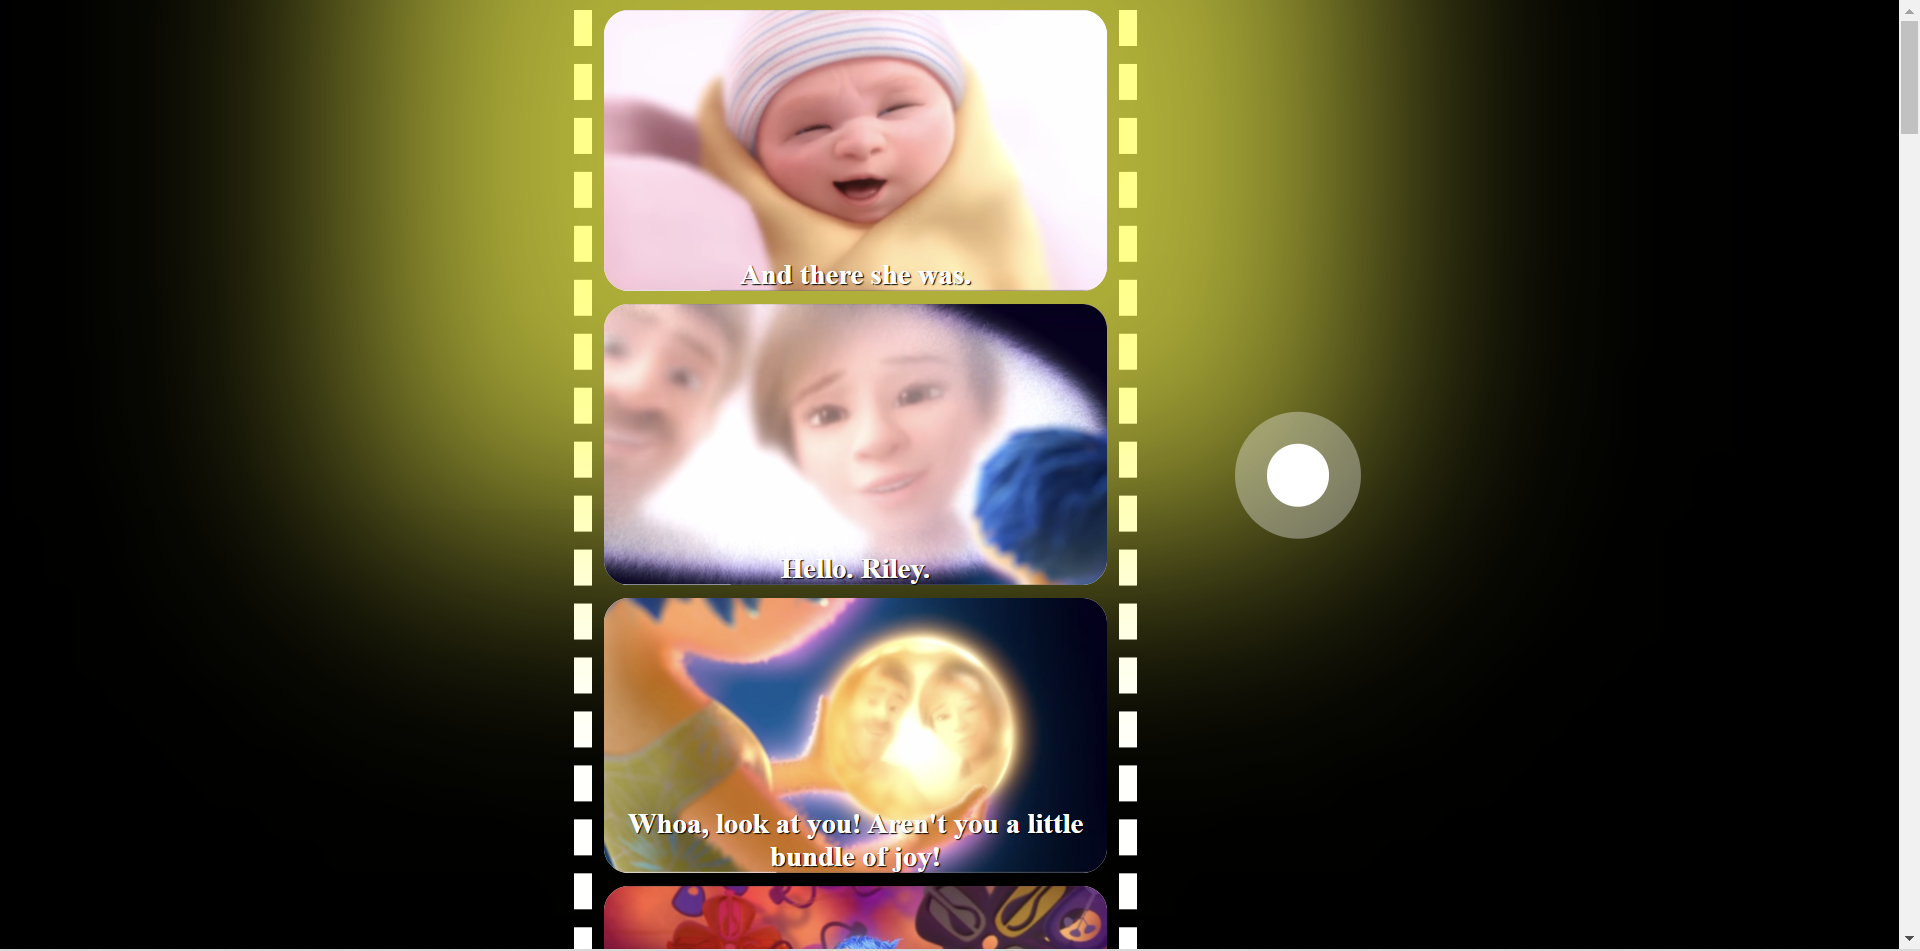 And there she was.
Hello. Riley.
Whoa, look at you! Aren't you a little
bundle of joy!